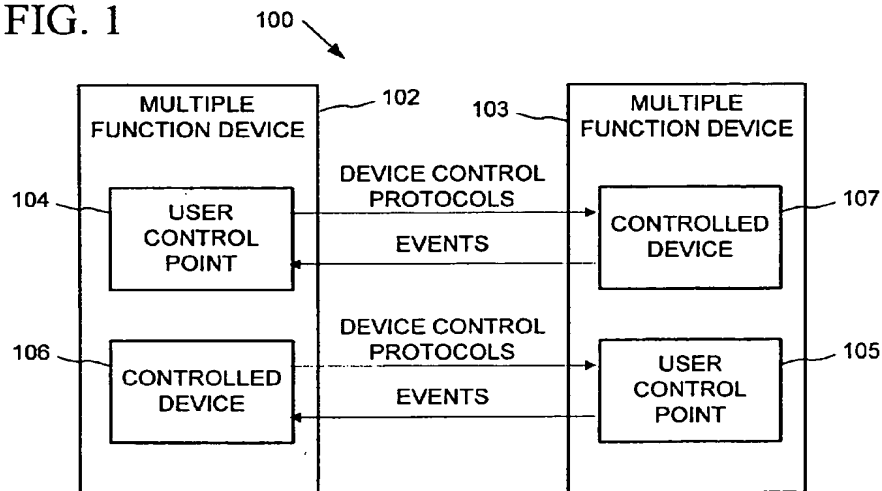 FIG. 1
100
MULTIPLE
FUNCTION DEVICE
102
103
MULTIPLE
FUNCTION DEVICE
104
USER
CONTROL
POINT
DEVICE CONTROL
PROTOCOLS
EVENTS
CONTROLLED
DEVICE
107
106
CONTROLLED
DEVICE
DEVICE CONTROL
PROTOCOLS
EVENTS
USER
CONTROL
POINT
105